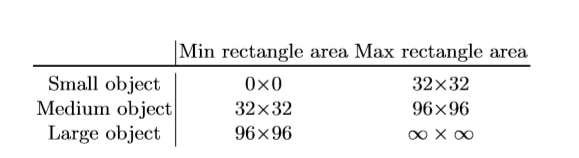 Min rectangle area Max rectangle area
Small object 0×0 32×32
Medium object 32×32 96×96
Large object 96×96 ∞ × ∞